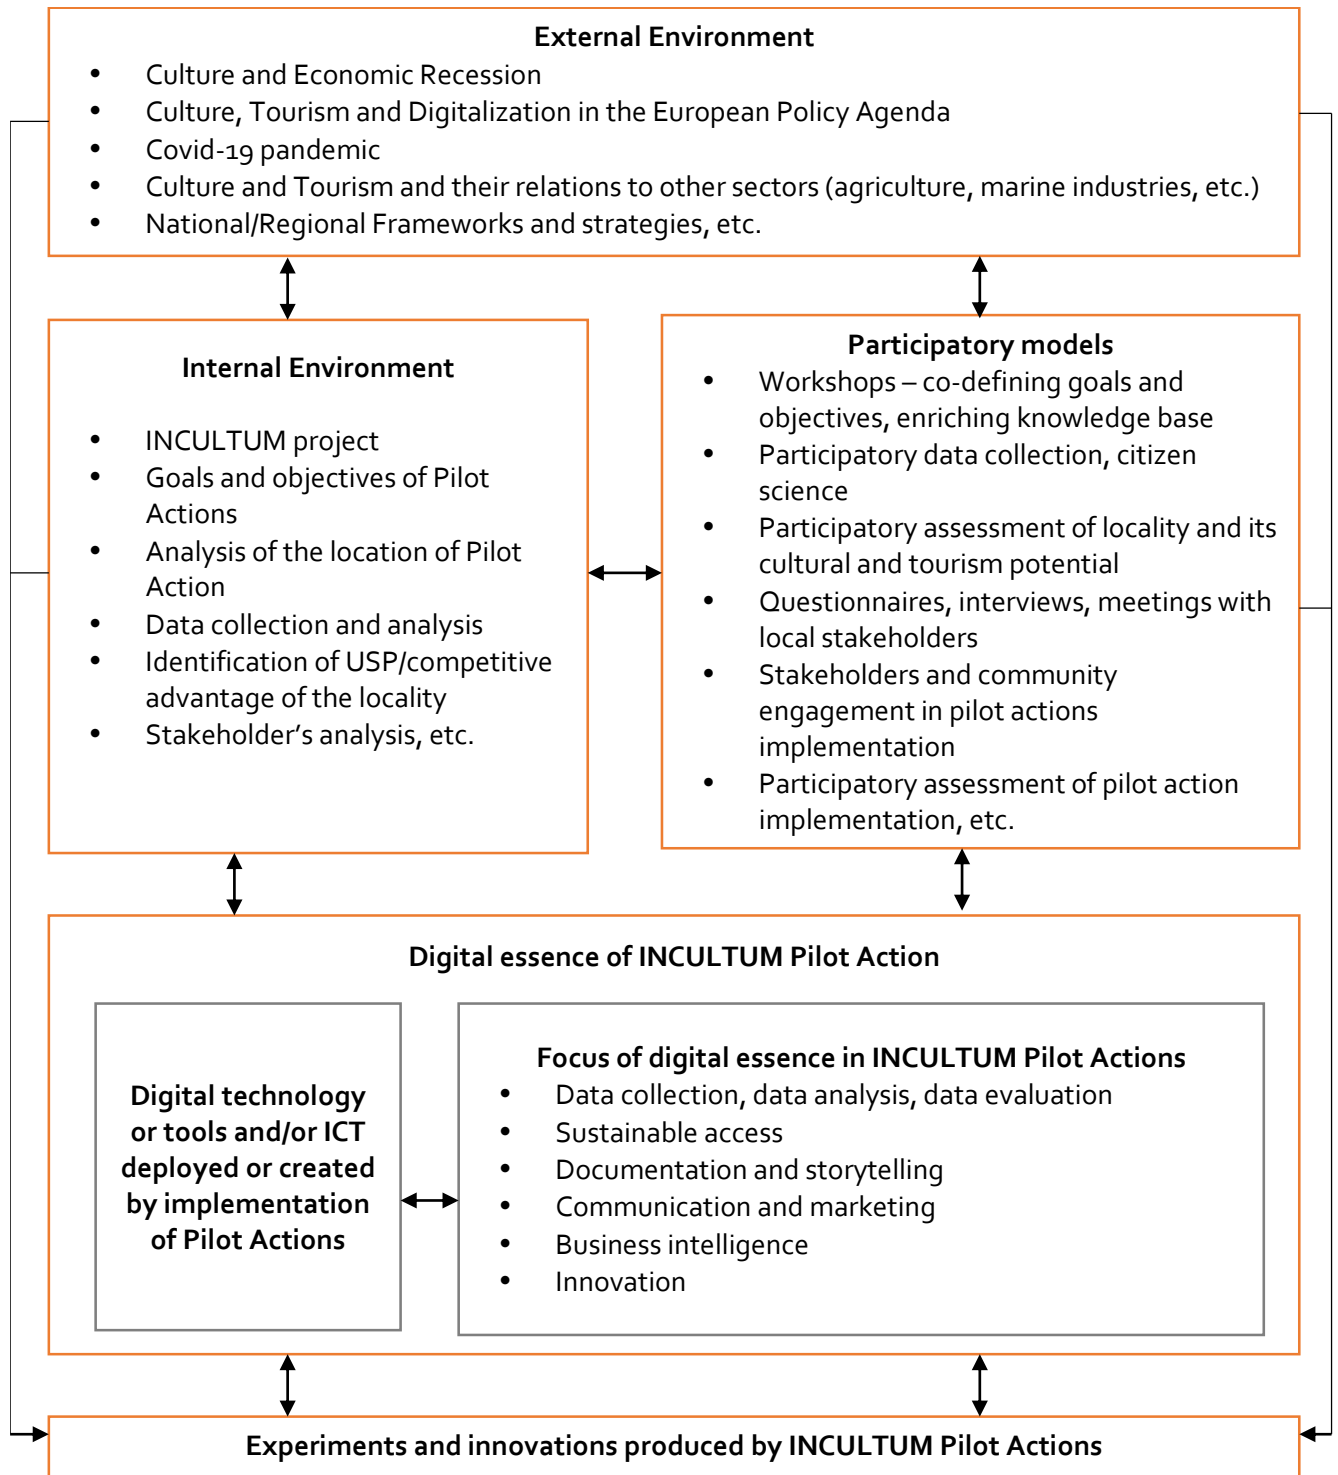 External Environment
• Culture and Economic Recession
• Culture, Tourism and Digitalization in the European Policy Agenda
• Covid-19 pandemic
• Culture and Tourism and their relations to other sectors (agriculture, marine industries, etc.)
• National/Regional Frameworks and strategies, etc.
Internal Environment
• INCULTUM project
• Goals and objectives of Pilot
Actions
• Analysis of the location of Pilot
Action
• Data collection and analysis
• Identification of USP/competitive
advantage of the locality
• Stakeholder's analysis, etc.
Participatory models
• Workshops – co-defining goals and
objectives, enriching knowledge base
• Participatory data collection, citizen
science
• Participatory assessment of locality and its
cultural and tourism potential
• Questionnaires, interviews, meetings with
local stakeholders
• Stakeholders and community
engagement in pilot actions
implementation
• Participatory assessment of pilot action
implementation, etc.
Digital essence of INCULTUM Pilot Action
Digital technology
or tools and/or ICT
deployed or created
by implementation
of Pilot Actions
Focus of digital essence in INCULTUM Pilot Actions
• Data collection, data analysis, data evaluation
• Sustainable access
• Documentation and storytelling
• Communication and marketing
• Business intelligence
• Innovation
Experiments and innovations produced by INCULTUM Pilot Actions